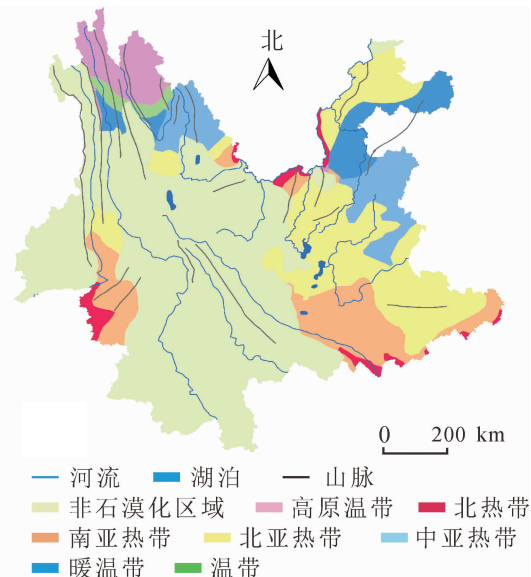 北
0 200 km
河流 湖泊 山脉
非石漠化区域 高原温带 北热带
南亚热带 北亚热带 中亚热带
暖温带 温带